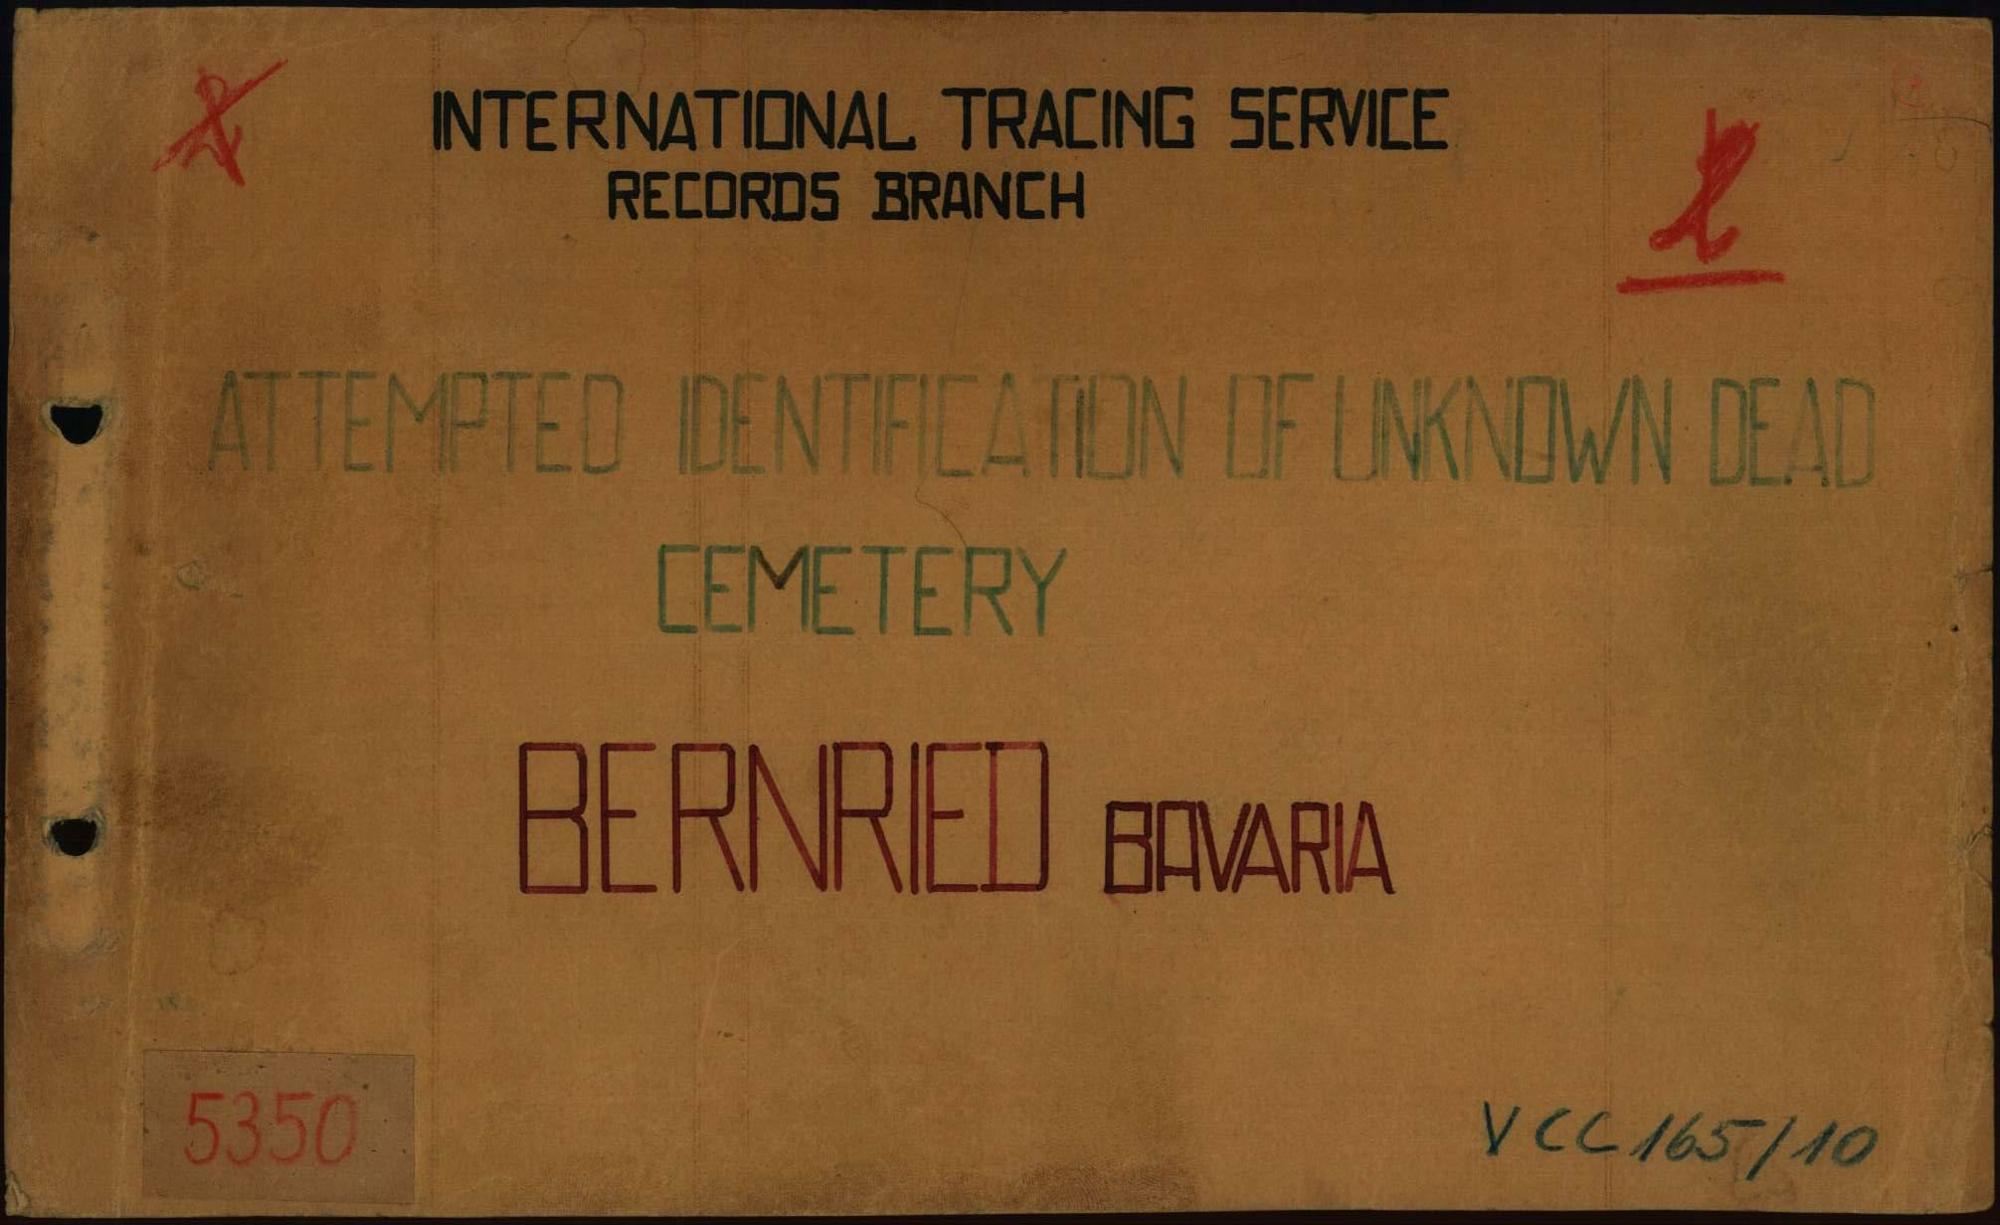 INTERNATIONAL TRACING SERVICE
RECORDS BRANCH
ATTEMPTED IDENTIFICATION OF UNKNOWN DEAD
CEMETERY
BERNRIED BAVARIA
5350
VCC 165/10